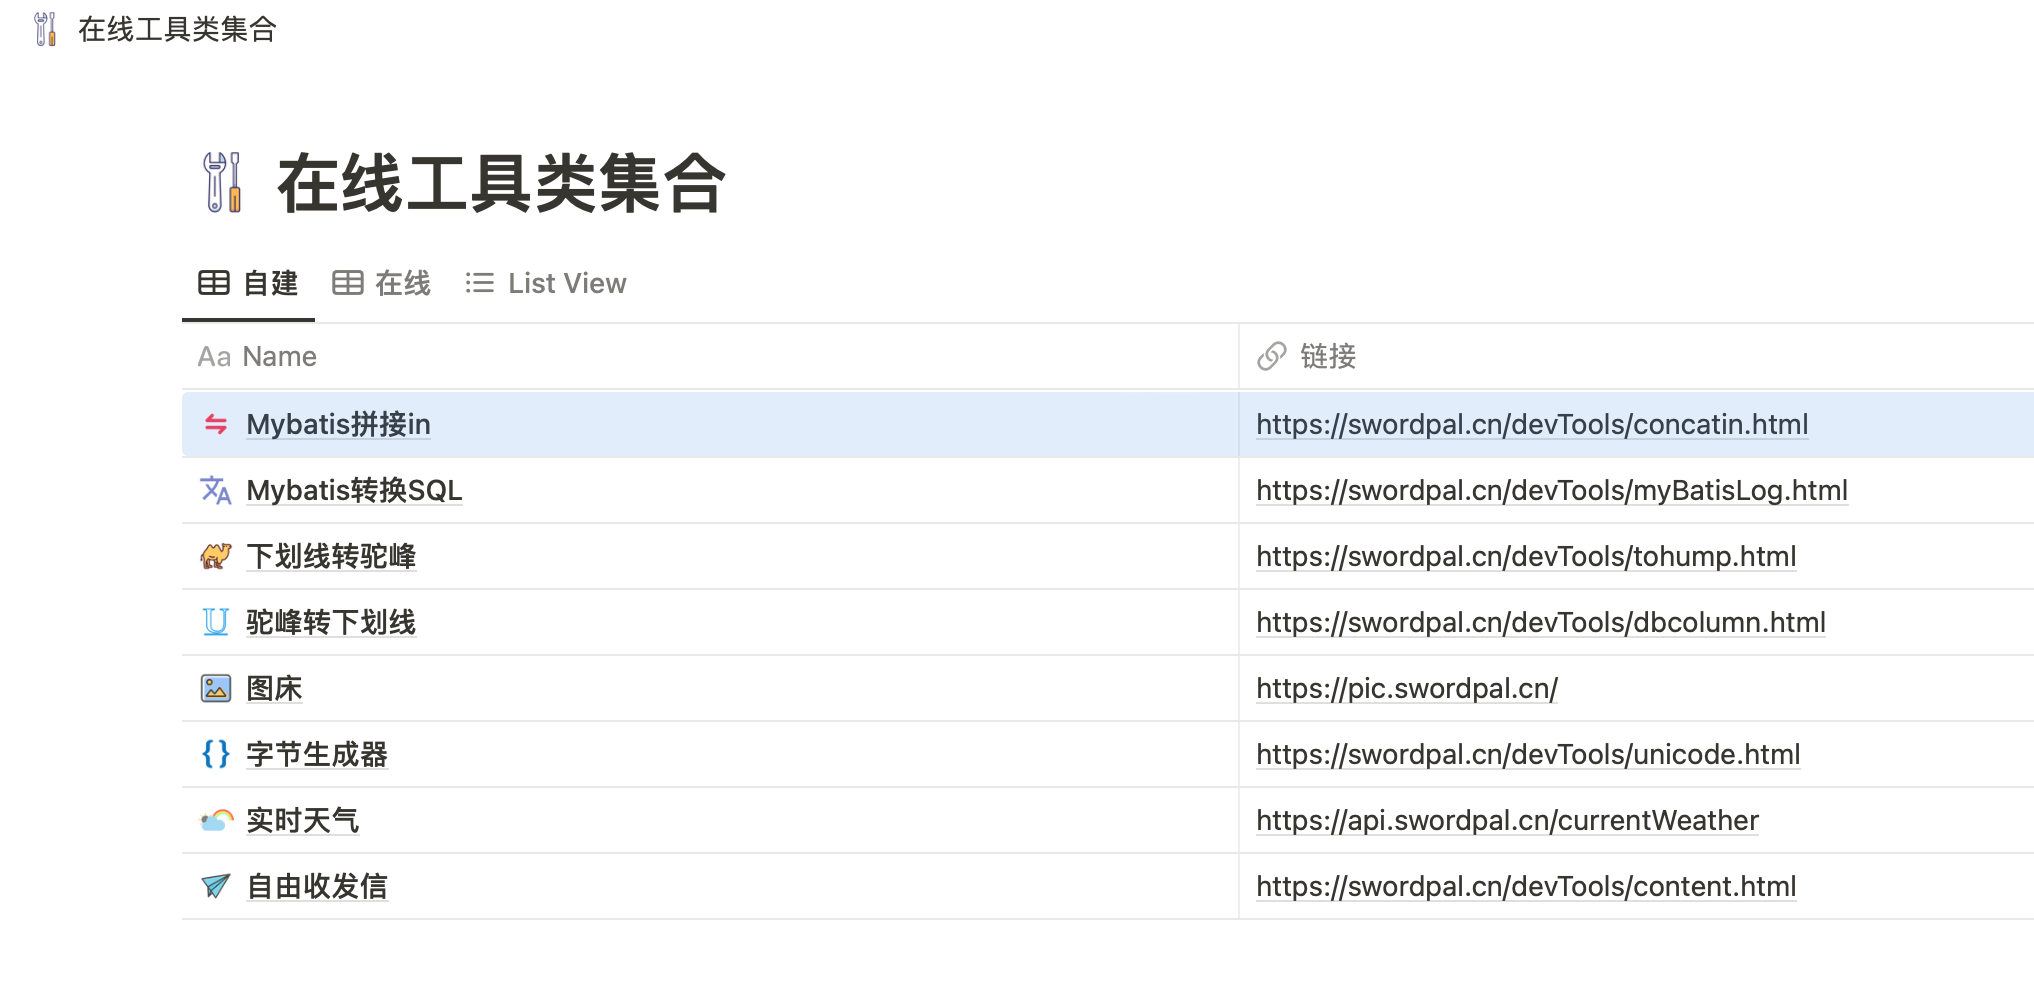 在线工具类集合
在线工具类集合
自建 在线 List View
Aa Name 链接
Mybatis拼接in https://swordpal.cn/devTools/concatin.html
Mybatis转换SQL https://swordpal.cn/devTools/myBatisLog.html
下划线转驼峰 https://swordpal.cn/devTools/tohump.html
驼峰转下划线 https://swordpal.cn/devTools/dbcolumn.html
图床 https://pic.swordpal.cn/
字节生成器 https://swordpal.cn/devTools/unicode.html
实时天气 https://api.swordpal.cn/currentWeather
自由收发信 https://swordpal.cn/devTools/content.html